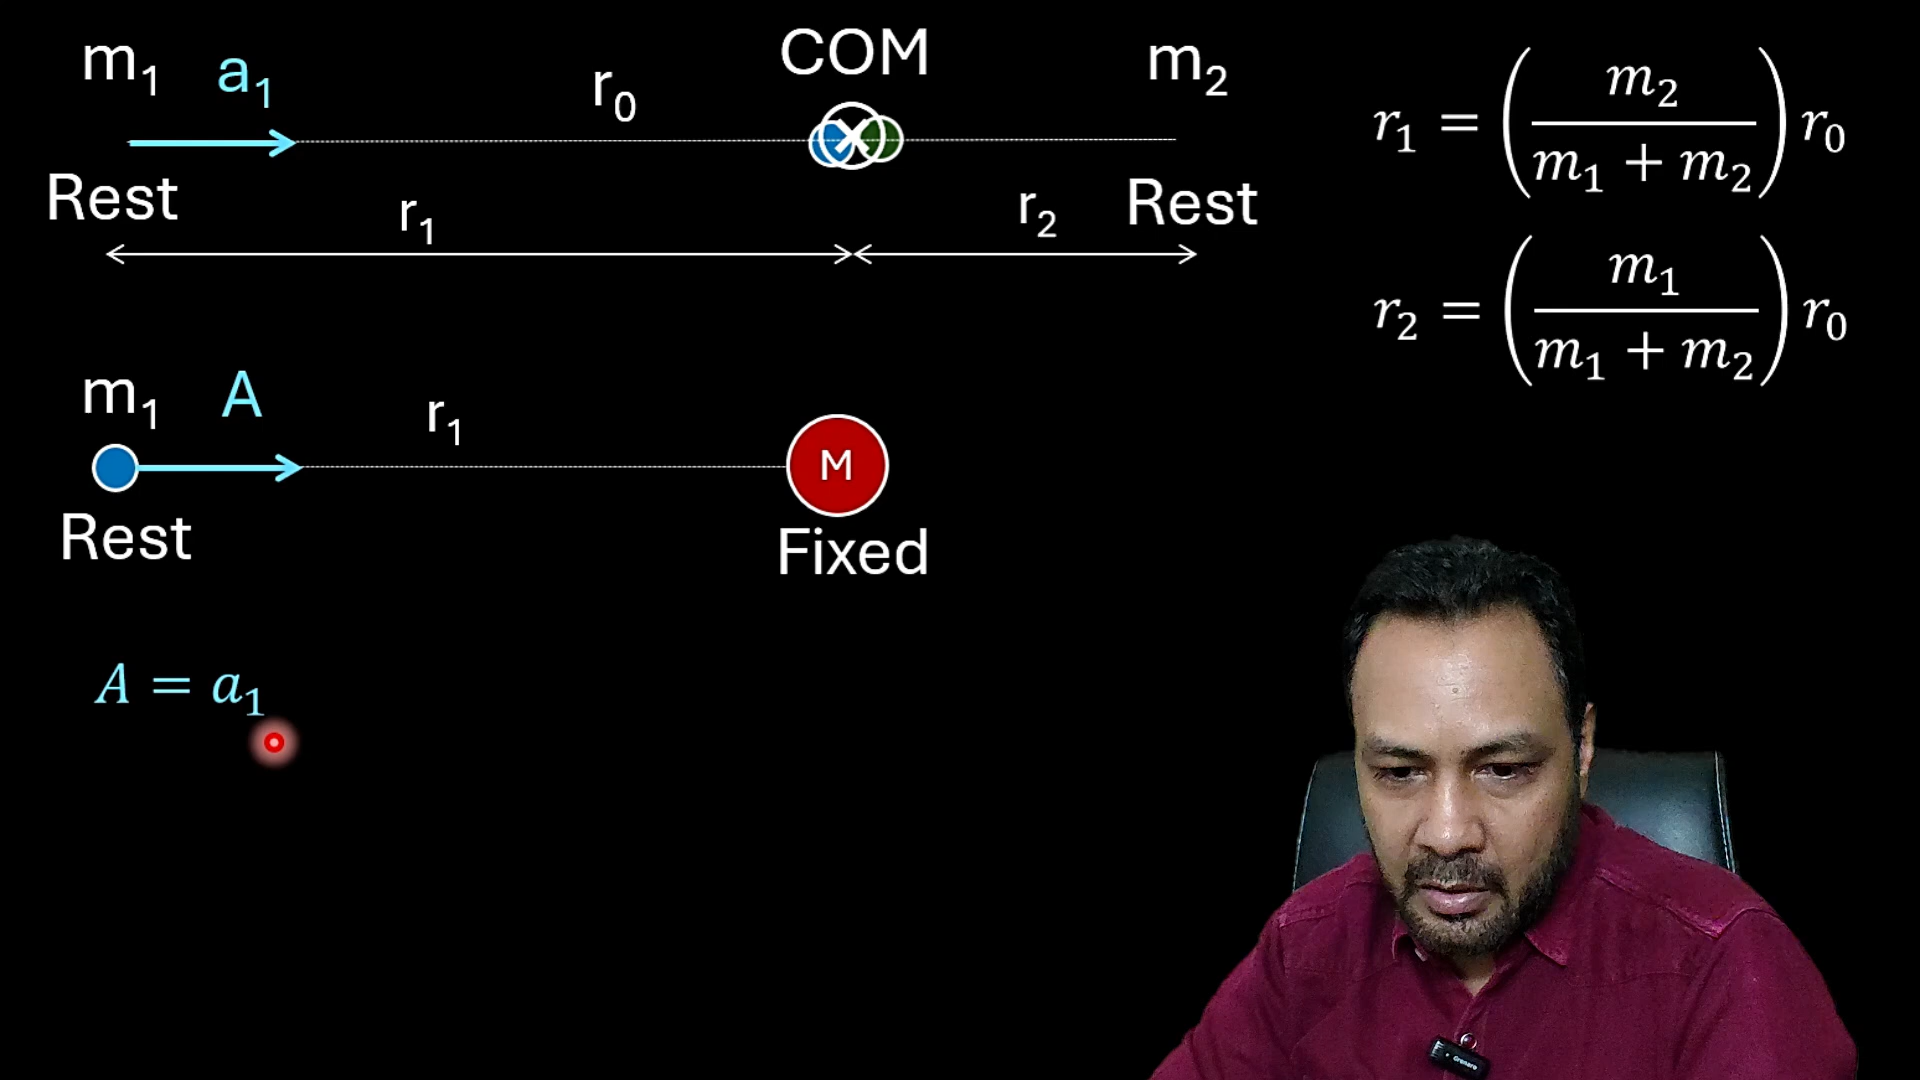 m₁ a₁ r₀ COM m₂
Rest r₁ r₂ Rest
r₁ = (m₂ / (m₁ + m₂)) r₀
r₂ = (m₁ / (m₁ + m₂)) r₀
m₁ A r₁ M
Rest Fixed
A = a₁